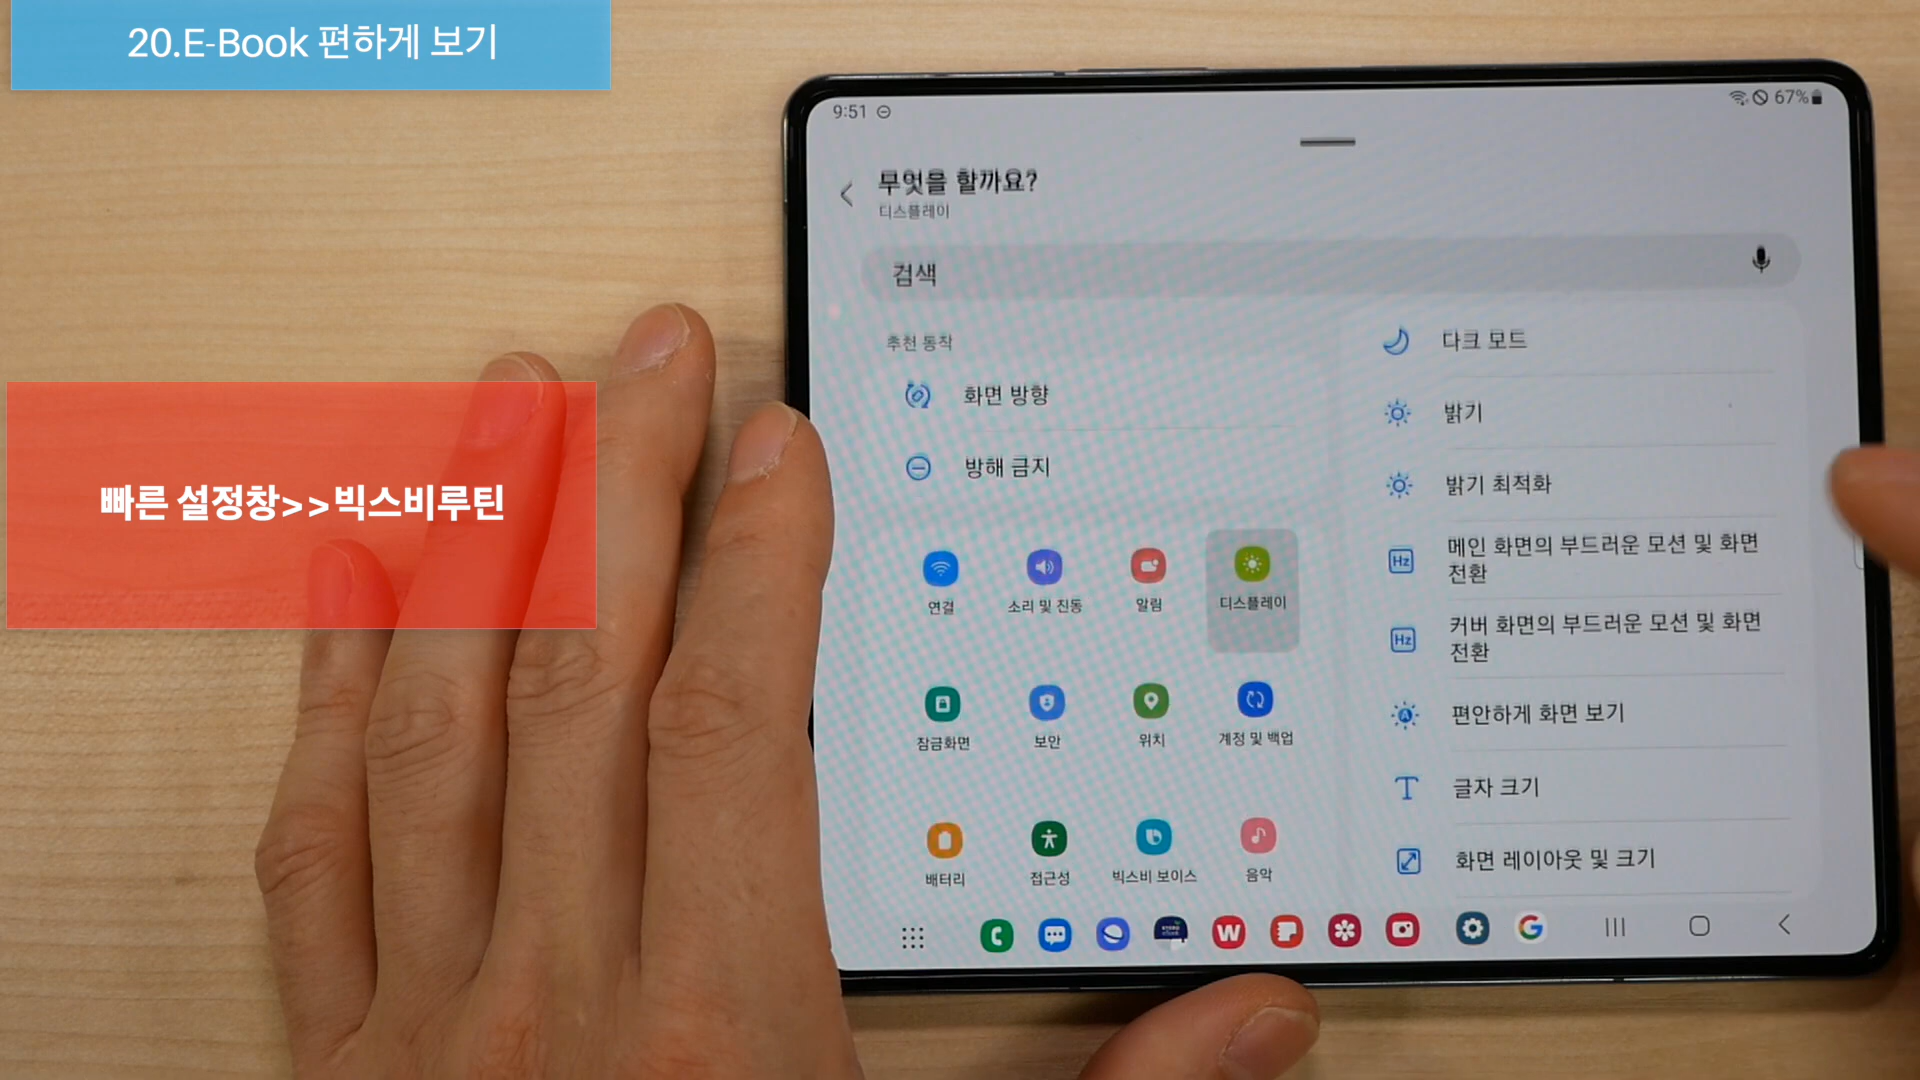 20.E-Book 편하게 보기
9:51
67%
무엇을 할까요?
디스플레이
검색
추천 동작
화면 방향
방해 금지
연결
소리 및 진동
알림
디스플레이
잠금화면
보안
위치
계정 및 백업
배터리
접근성
빅스비 보이스
음악
다크 모드
밝기
밝기 최적화
Hz
메인 화면의 부드러운 모션 및 화면
전환
Hz
커버 화면의 부드러운 모션 및 화면
전환
편안하게 화면 보기
글자 크기
화면 레이아웃 및 크기
빠른 설정창>>빅스비루틴